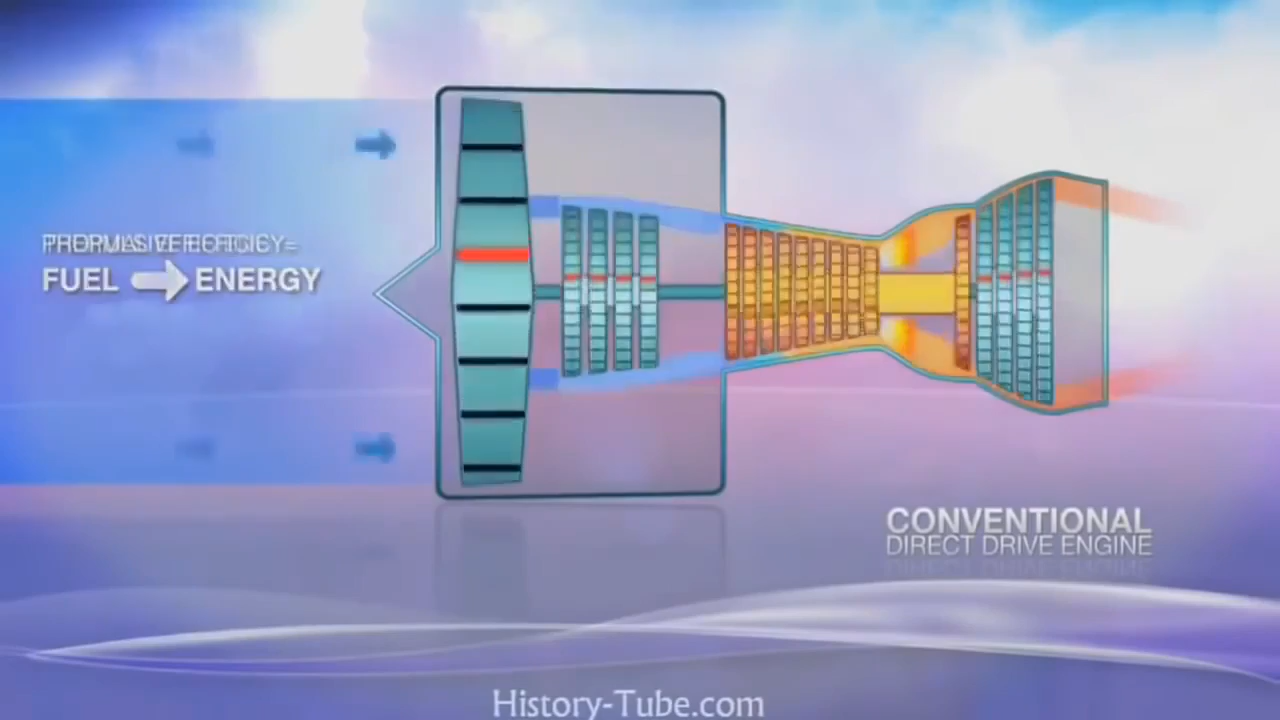 FUEL ENERGY
CONVENTIONAL
DIRECT DRIVE ENGINE
History-Tube.com